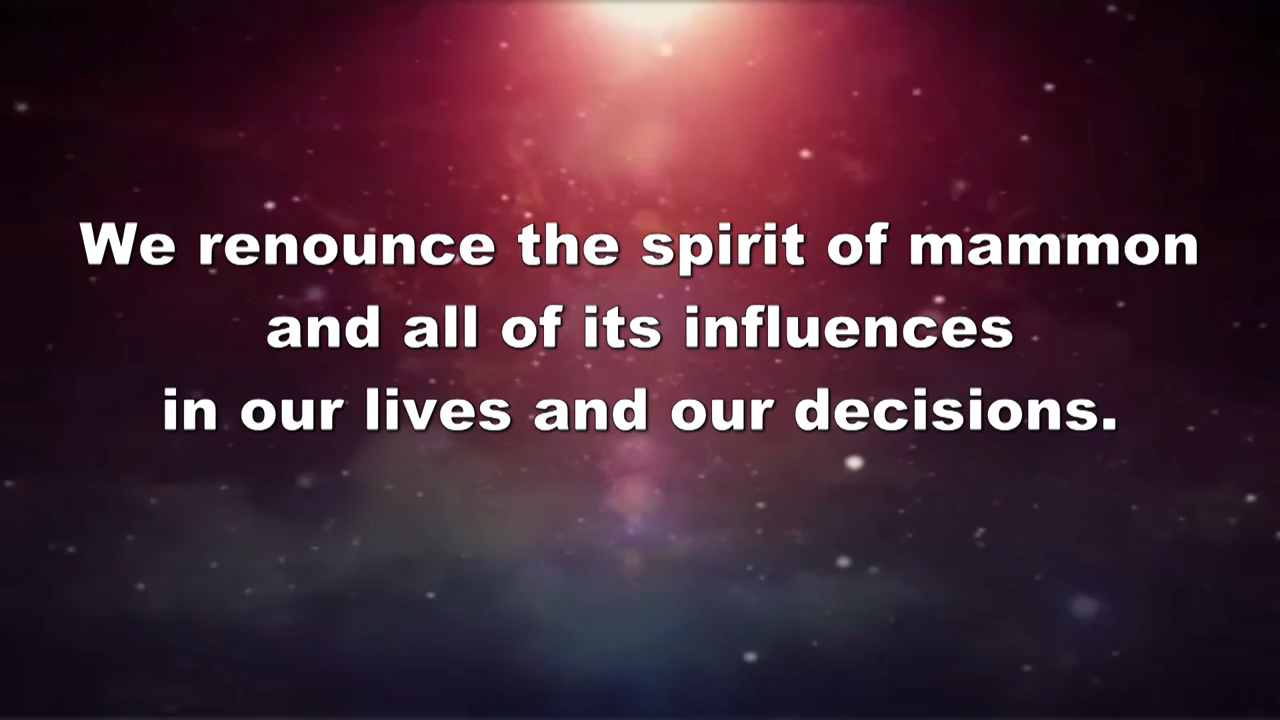 We renounce the spirit of mammon
and all of its influences
in our lives and our decisions.